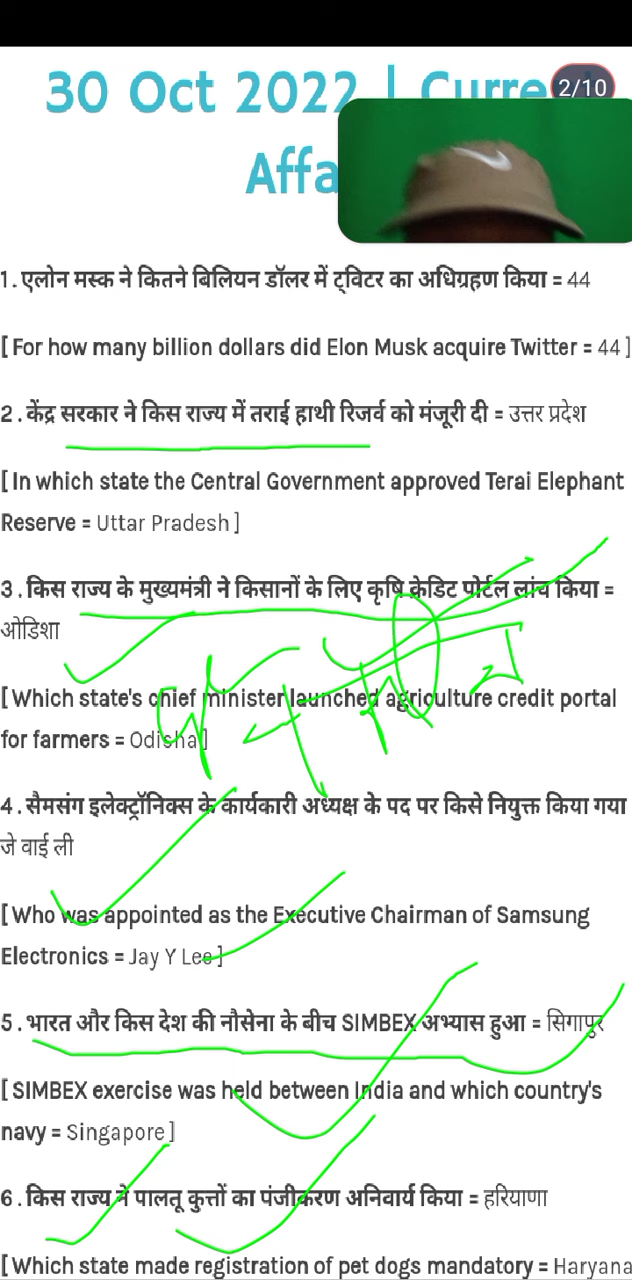 30 Oct 2022 | Curre
2/10
Affa
1. एलोन मस्क ने कितने बिलियन डॉलर में ट्विटर का अधिग्रहण किया = 44
[ For how many billion dollars did Elon Musk acquire Twitter = 44 ]
2. केंद्र सरकार ने किस राज्य में तराई हाथी रिजर्व को मंजूरी दी = उत्तर प्रदेश
[ In which state the Central Government approved Terai Elephant
Reserve = Uttar Pradesh ]
3. किस राज्य के मुख्यमंत्री ने किसानों के लिए कृषि क्रेडिट पोर्टल लांच किया =
ओडिशा
[ Which state's chief minister launched agriculture credit portal
for farmers = Odisha ]
4. सैमसंग इलेक्ट्रॉनिक्स के कार्यकारी अध्यक्ष के पद पर किसे नियुक्त किया गया
जे वाई ली
[ Who was appointed as the Executive Chairman of Samsung
Electronics = Jay Y Lee ]
5. भारत और किस देश की नौसेना के बीच SIMBEX अभ्यास हुआ = सिंगापुर
[ SIMBEX exercise was held between India and which country's
navy = Singapore ]
6. किस राज्य ने पालतू कुत्तों का पंजीकरण अनिवार्य किया = हरियाणा
[ Which state made registration of pet dogs mandatory = Haryana